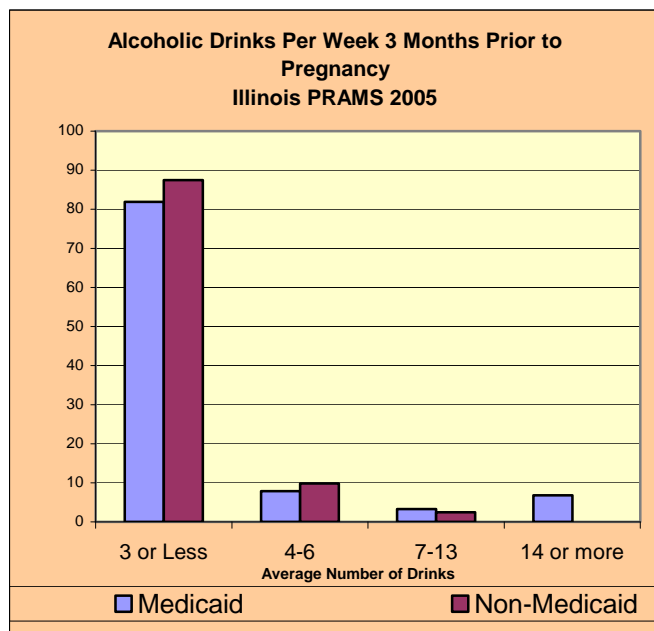 Alcoholic Drinks Per Week 3 Months Prior to
Pregnancy
Illinois PRAMS 2005
100
90
80
70
60
50
40
30
20
10
0
3 or Less 4-6 7-13 14 or more
Average Number of Drinks
Medicaid Non-Medicaid